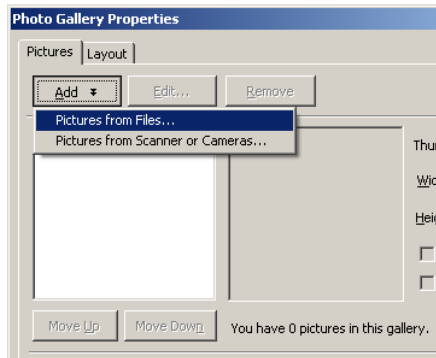 Photo Gallery Properties
Pictures Layout
Add Edit... Remove
Pictures from Files...
Pictures from Scanner or Cameras...
Move Up Move Down You have 0 pictures in this gallery.